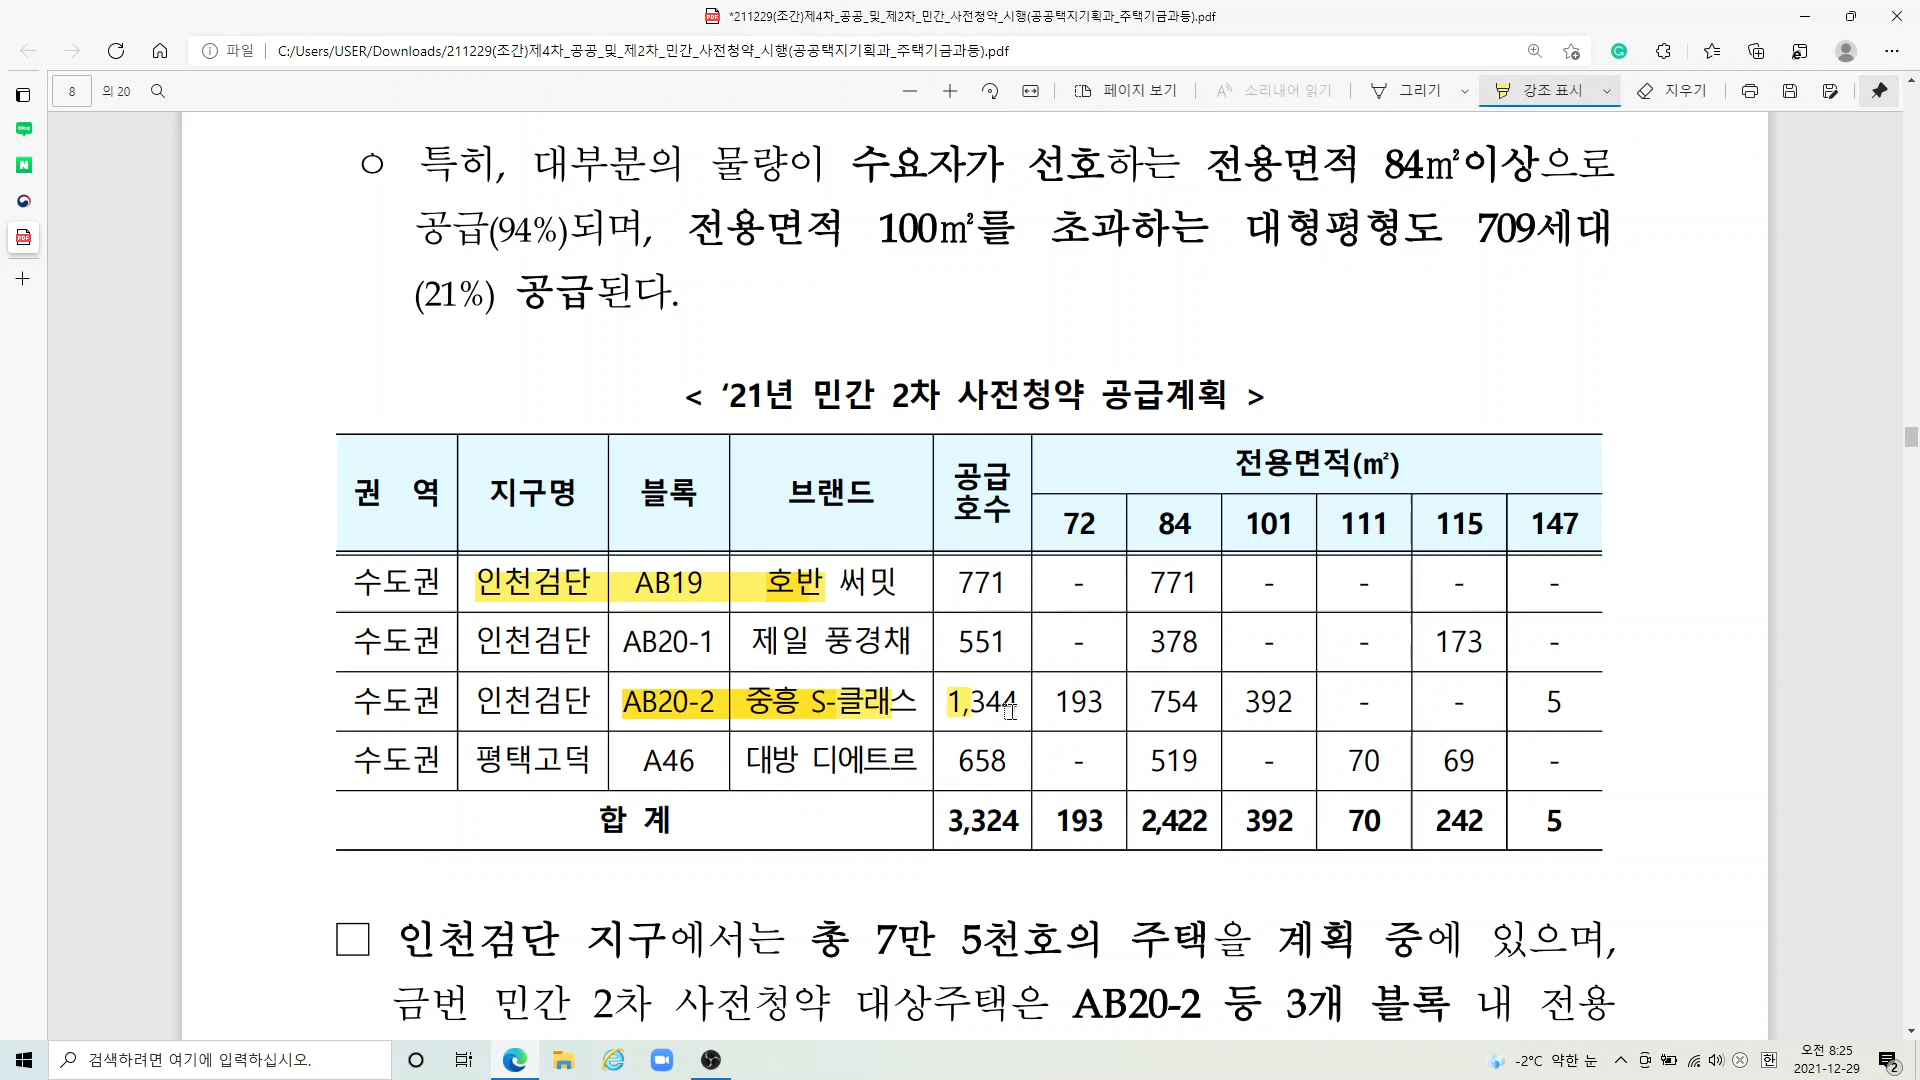 *211229(조간)제4차_공공_및_제2차_민간_사전청약_시행(공공택지기획과_주택기금과등).pdf
파일 | C:/Users/USER/Downloads/211229(조간)제4차_공공_및_제2차_민간_사전청약_시행(공공택지기획과_주택기금과등).pdf
8 의 20 페이지 보기 소리내어 읽기 그리기 강조 표시 지우기
○ 특히, 대부분의 물량이 수요자가 선호하는 전용면적 84㎡이상으로
공급(94%)되며, 전용면적 100㎡를 초과하는 대형평형도 709세대
(21%) 공급된다.
< ‘21년 민간 2차 사전청약 공급계획 >
권 역 지구명 블록 브랜드 공급 호수 전용면적(㎡)
72 84 101 111 115 147
수도권 인천검단 AB19 호반 써밋 771 - 771 - - - -
수도권 인천검단 AB20-1 제일 풍경채 551 - 378 - - 173 -
수도권 인천검단 AB20-2 중흥 S-클래스 1,344 193 754 392 - - 5
수도권 평택고덕 A46 대방 디에트르 658 - 519 - 70 69 -
합 계 3,324 193 2,422 392 70 242 5
□ 인천검단 지구에서는 총 7만 5천호의 주택을 계획 중에 있으며,
금번 민간 2차 사전청약 대상주택은 AB20-2 등 3개 블록 내 전용
검색하려면 여기에 입력하십시오. -2°C 약한 눈 한 오전 8:25
2021-12-29 2